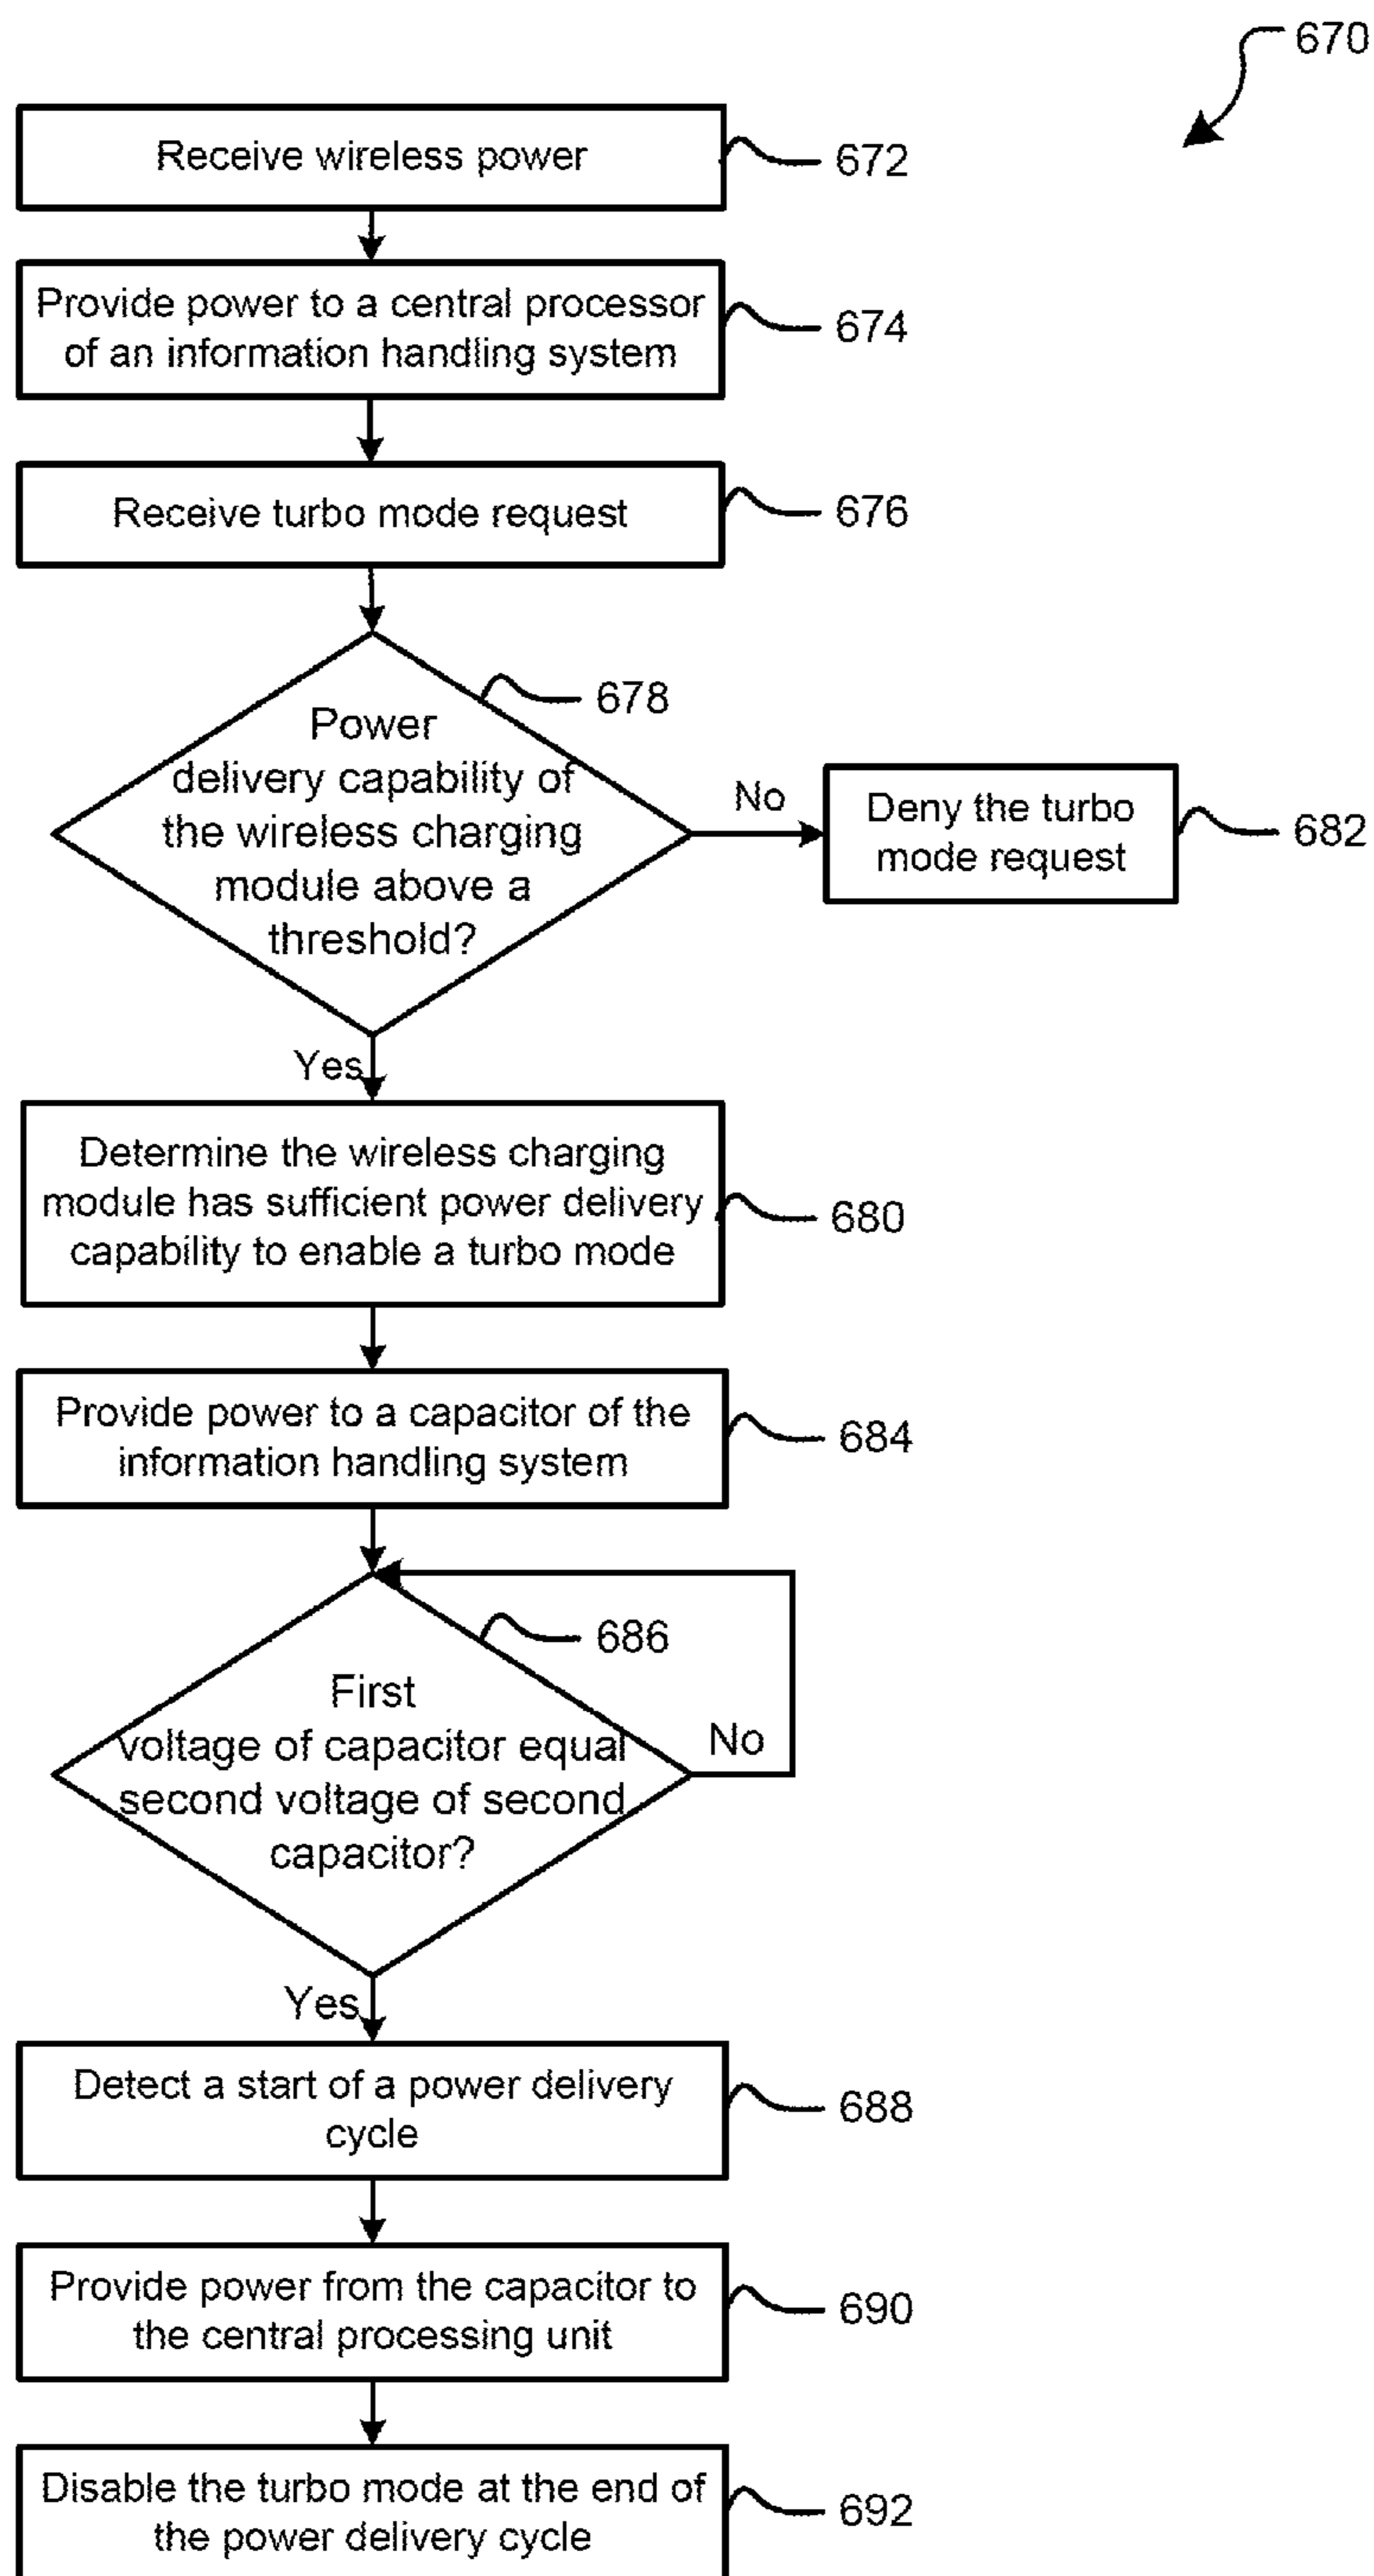 670
Receive wireless power
672
Provide power to a central processor
of an information handling system
674
Receive turbo mode request
676
678
Power
delivery capability of
the wireless charging
module above a
threshold?
No
Deny the turbo
mode request
682
Yes
Determine the wireless charging
module has sufficient power delivery
capability to enable a turbo mode
680
Provide power to a capacitor of the
information handling system
684
686
First
voltage of capacitor equal
second voltage of second
capacitor?
No
Yes
Detect a start of a power delivery
cycle
688
Provide power from the capacitor to
the central processing unit
690
Disable the turbo mode at the end of
the power delivery cycle
692